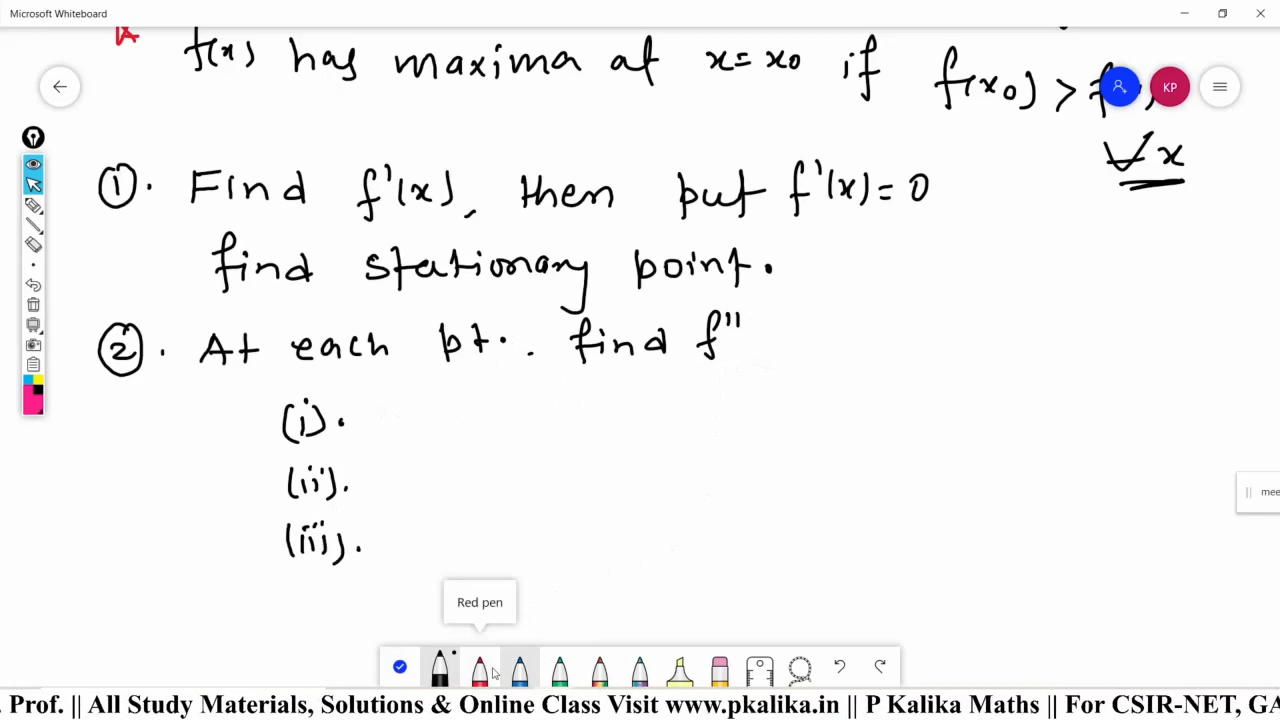 Microsoft Whiteboard
f(x) has maxima at x = x0 if f(x0) > f
∀ x
KP
①. Find f'(x), then put f'(x) = 0
find stationary point.
②. At each pt. . find f"
(i).
(ii).
(iii).
mee
Red pen
. Prof. || All Study Materials, Solutions & Online Class Visit www.pkalika.in || P Kalika Maths || For CSIR-NET, GA